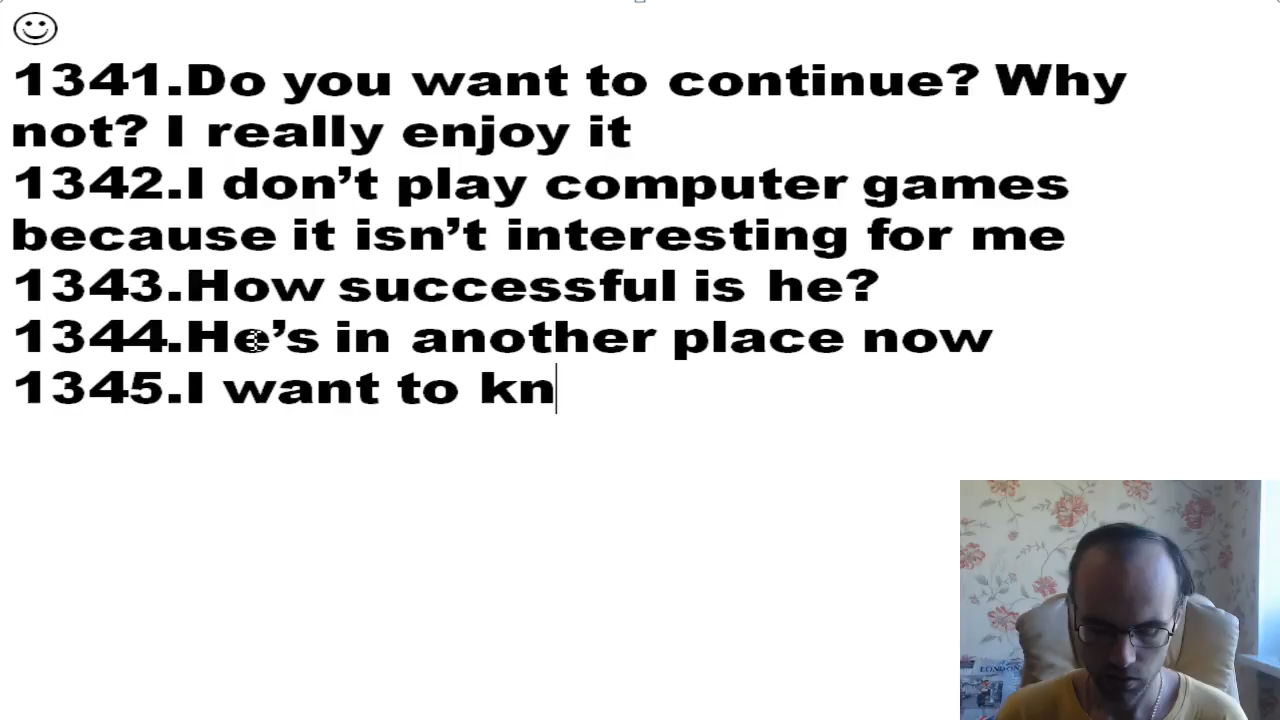 1341.Do you want to continue? Why
not? I really enjoy it
1342.I don’t play computer games
because it isn’t interesting for me
1343.How successful is he?
1344.He’s in another place now
1345.I want to kn
LONDON